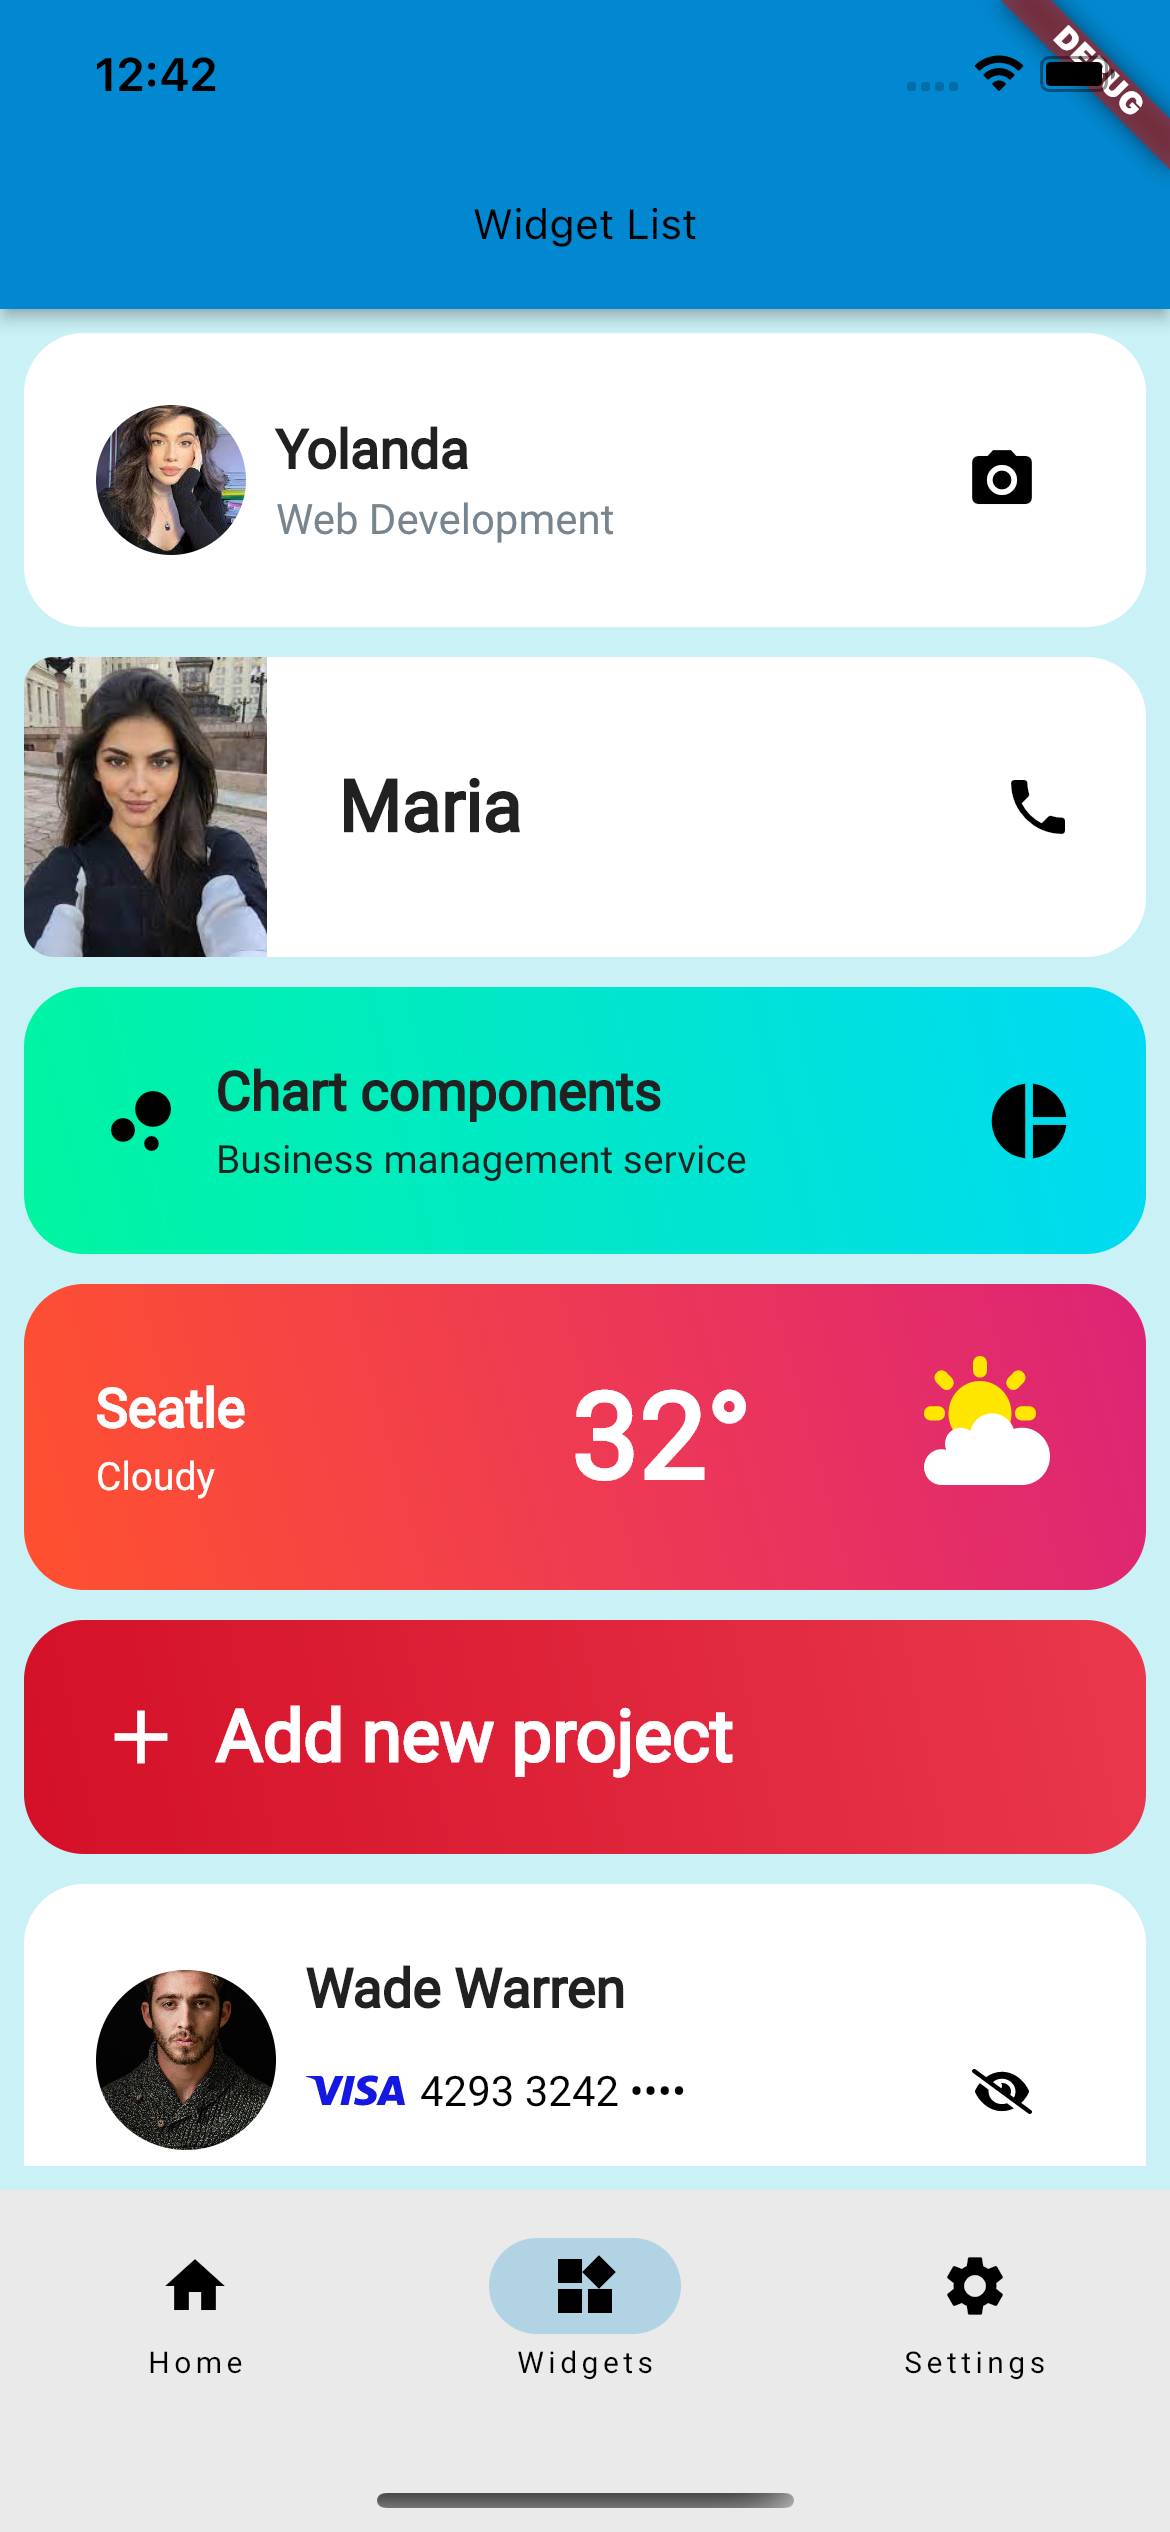 12:42
DEBUG
Widget List
Yolanda
Web Development
Maria
Chart components
Business management service
Seatle
Cloudy
32°
Add new project
Wade Warren
VISA 4293 3242 ••••
Home
Widgets
Settings